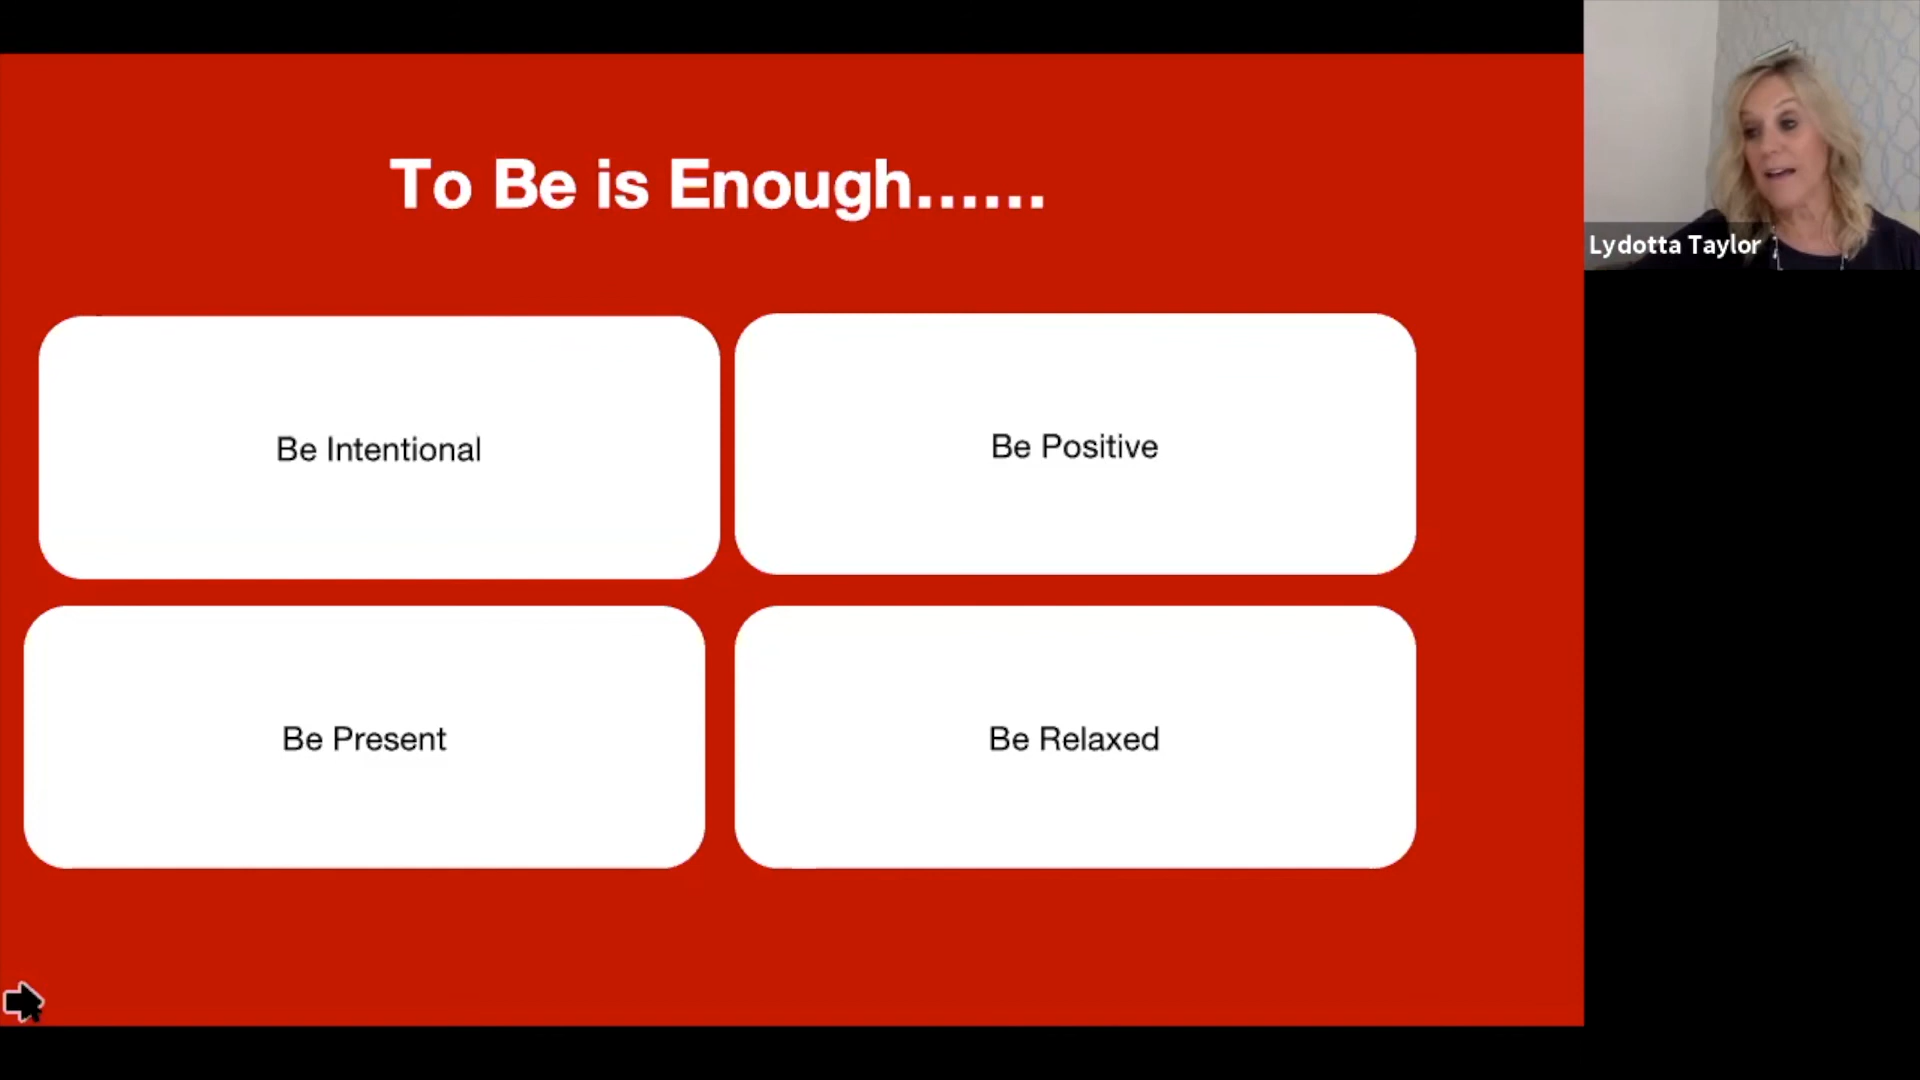 To Be is Enough......
Lydotta Taylor
Be Intentional
Be Positive
Be Present
Be Relaxed